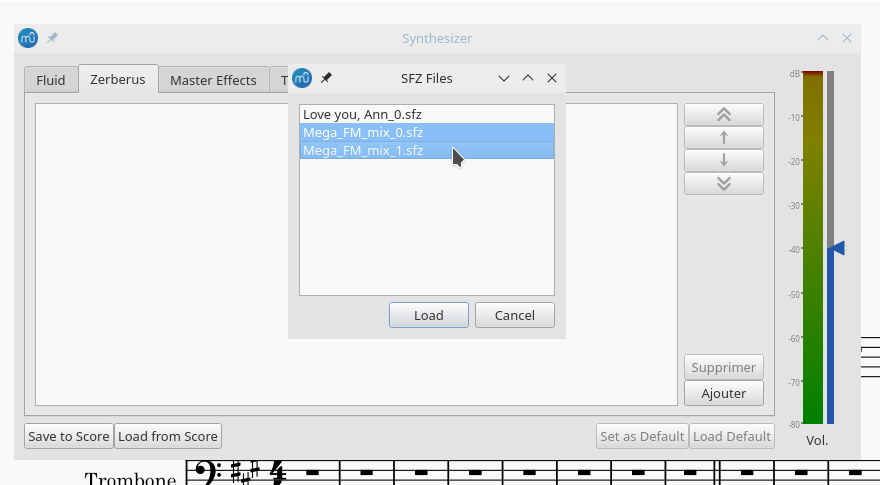 Synthesizer
Fluid
Zerberus
Master Effects
T
SFZ Files
Love you, Ann_0.sfz
Mega_FM_mix_0.sfz
Mega_FM_mix_1.sfz
Load
Cancel
Supprimer
Ajouter
dB
-10
-20
-30
-40
-50
-60
-70
-80
Vol.
Save to Score
Load from Score
Set as Default
Load Default
Trombone